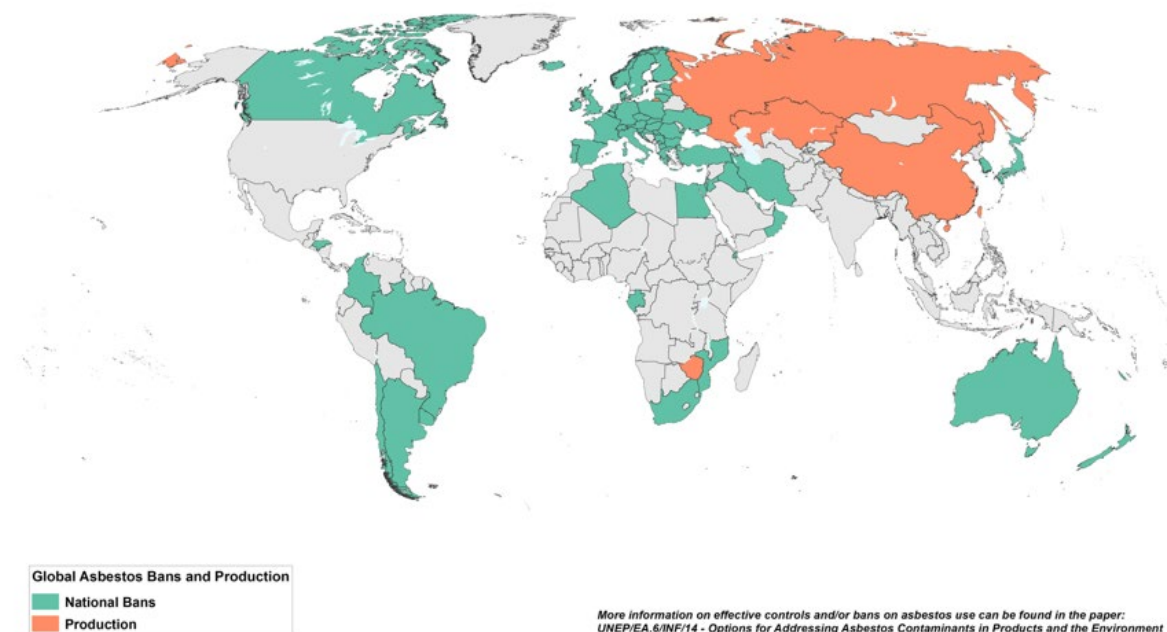 Global Asbestos Bans and Production
National Bans
Production
More information on effective controls and/or bans on asbestos use can be found in the paper:
UNEP/EA.6/INF/14 - Options for Addressing Asbestos Contaminants in Products and the Environment